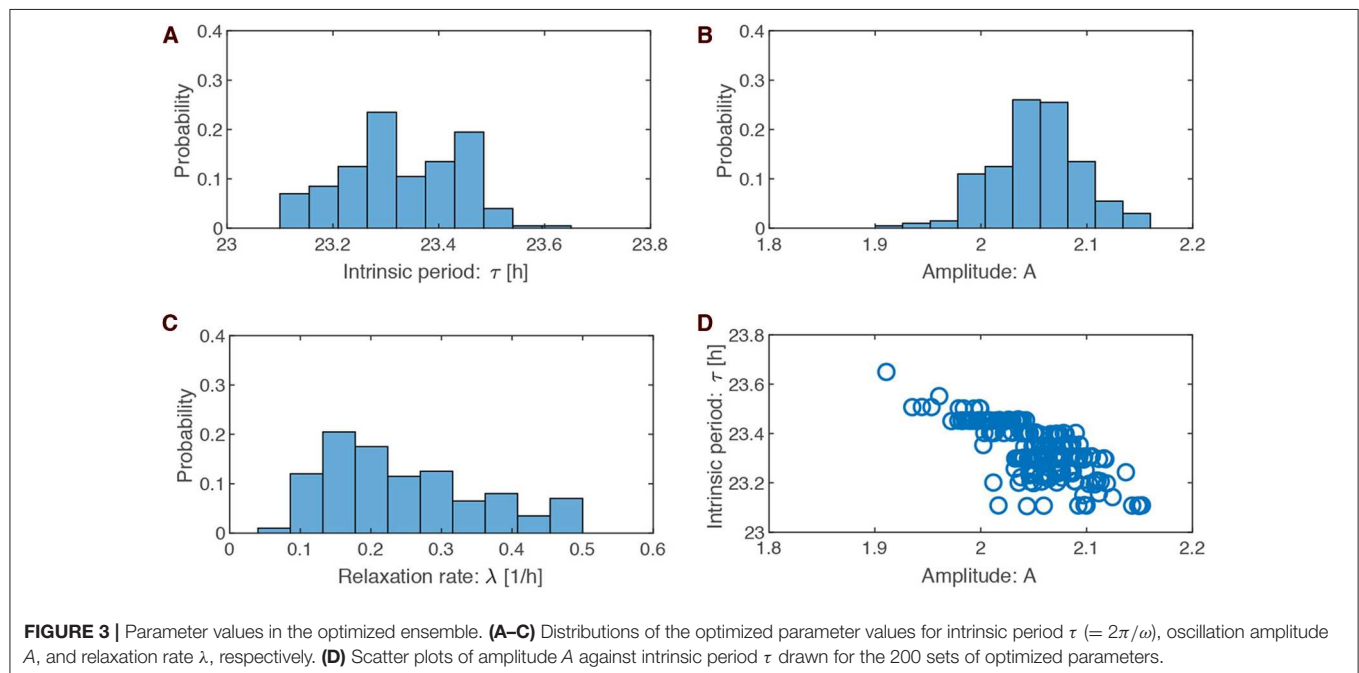 A
0.4
0.3
0.2
0.1
0
Probability
23 23.2 23.4 23.6 23.8
Intrinsic period: τ [h]
B
0.4
0.3
0.2
0.1
0
Probability
1.8 1.9 2 2.1 2.2
Amplitude: A
C
0.4
0.3
0.2
0.1
0
Probability
0 0.1 0.2 0.3 0.4 0.5 0.6
Relaxation rate: λ [1/h]
D
23.8
23.6
23.4
23.2
23
Intrinsic period: τ [h]
1.8 1.9 2 2.1 2.2
Amplitude: A
FIGURE 3 | Parameter values in the optimized ensemble. (A–C) Distributions of the optimized parameter values for intrinsic period τ (= 2π/ω), oscillation amplitude
A, and relaxation rate λ, respectively. (D) Scatter plots of amplitude A against intrinsic period τ drawn for the 200 sets of optimized parameters.